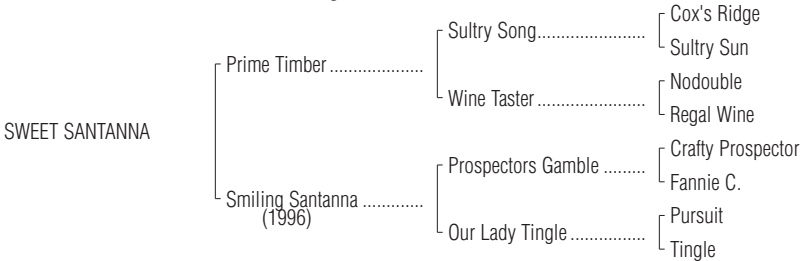 Cox's Ridge
Sultry Song.......................
Sultry Sun
Prime Timber ....................
Nodouble
Wine Taster .......................
Regal Wine
SWEET SANTANNA
Crafty Prospector
Prospectors Gamble .........
Fannie C.
Smiling Santanna .............
(1996)
Pursuit
Our Lady Tingle ................
Tingle